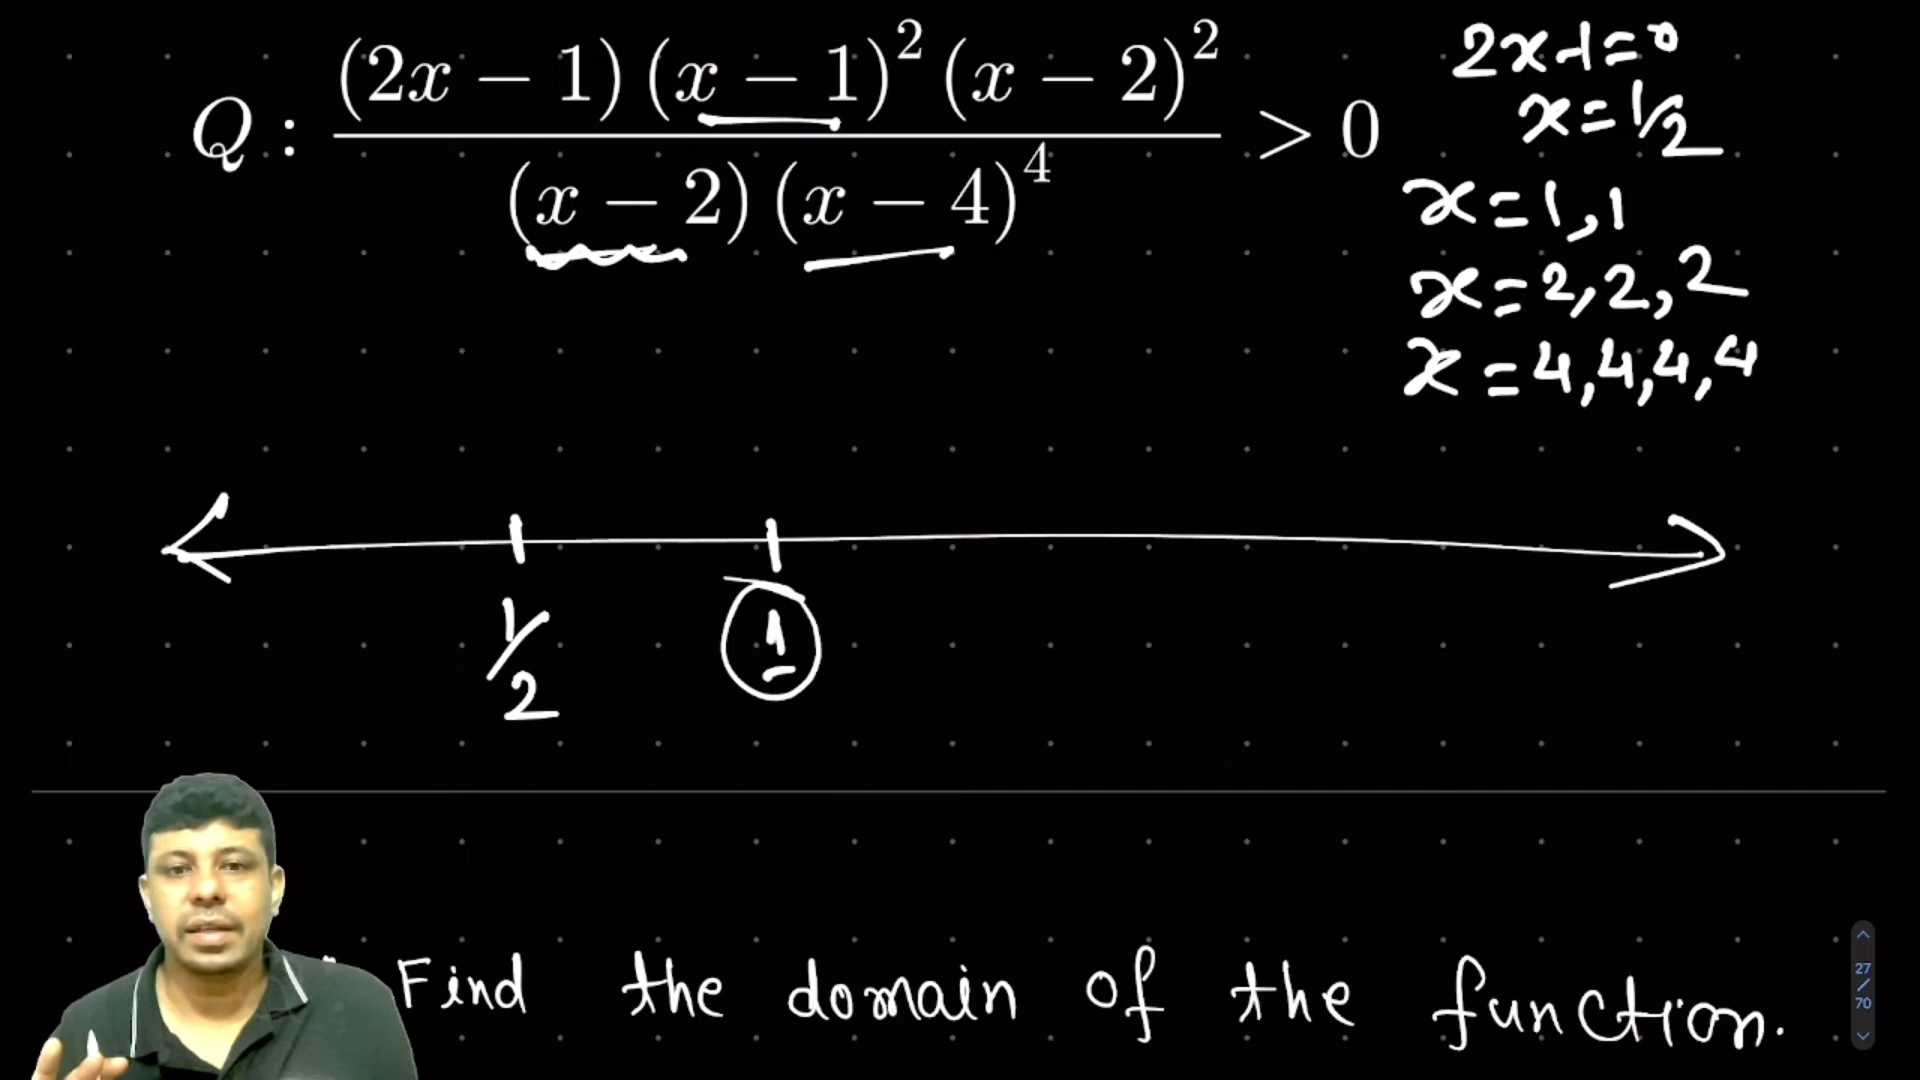 Q : (2x − 1)(x − 1)² (x − 2)² / (x − 2)(x − 4)⁴ > 0
2x-1=0
x=1/2
x=1,1
x=2,2,2
x=4,4,4,4
1/2 1
Find the domain of the function.
27
/
70